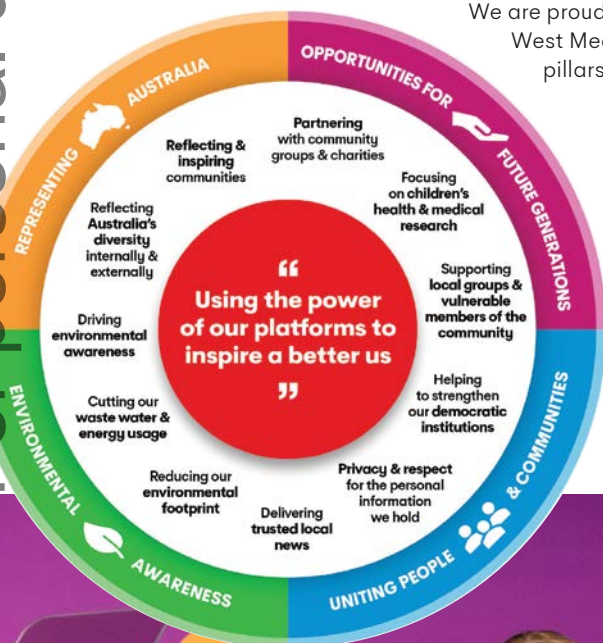 We are proud
West Med
pillars
REPRESENTING AUSTRALIA
OPPORTUNITIES FOR FUTURE GENERATIONS
Partnering
with community
groups & charities
Reflecting &
inspiring
communities
Focusing
on children's
health & medical
research
Reflecting
Australia's
diversity
internally &
externally
Supporting
local groups &
vulnerable
members of the
community
“
Using the power
of our platforms to
inspire a better us
”
Driving
environmental
awareness
Helping
to strengthen
our democratic
institutions
Cutting our
waste water &
energy usage
Privacy & respect
for the personal
information
we hold
Reducing our
environmental
footprint
Delivering
trusted local
news
ENVIRONMENTAL AWARENESS
UNITING PEOPLE & COMMUNITIES